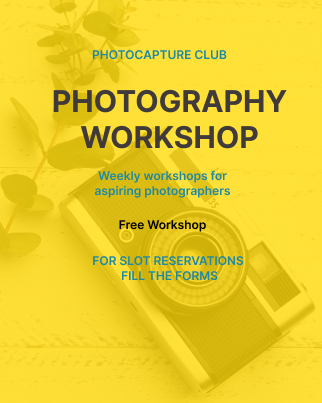 PHOTOCAPTURE CLUB
PHOTOGRAPHY
WORKSHOP
Weekly workshops for
aspiring photographers
Free Workshop
FOR SLOT RESERVATIONS
FILL THE FORMS